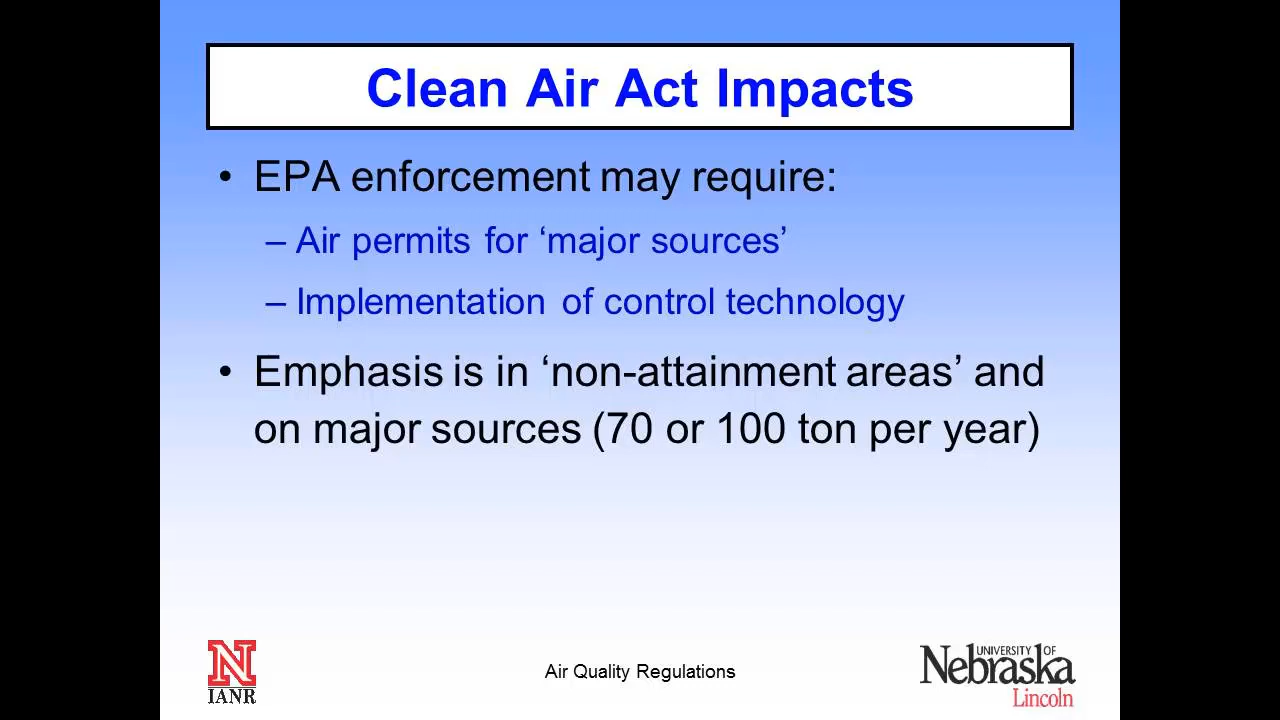 Clean Air Act Impacts
• EPA enforcement may require:
– Air permits for ‘major sources’
– Implementation of control technology
• Emphasis is in ‘non-attainment areas’ and
on major sources (70 or 100 ton per year)
N
IANR
Air Quality Regulations
UNIVERSITY OF
Nebraska
Lincoln